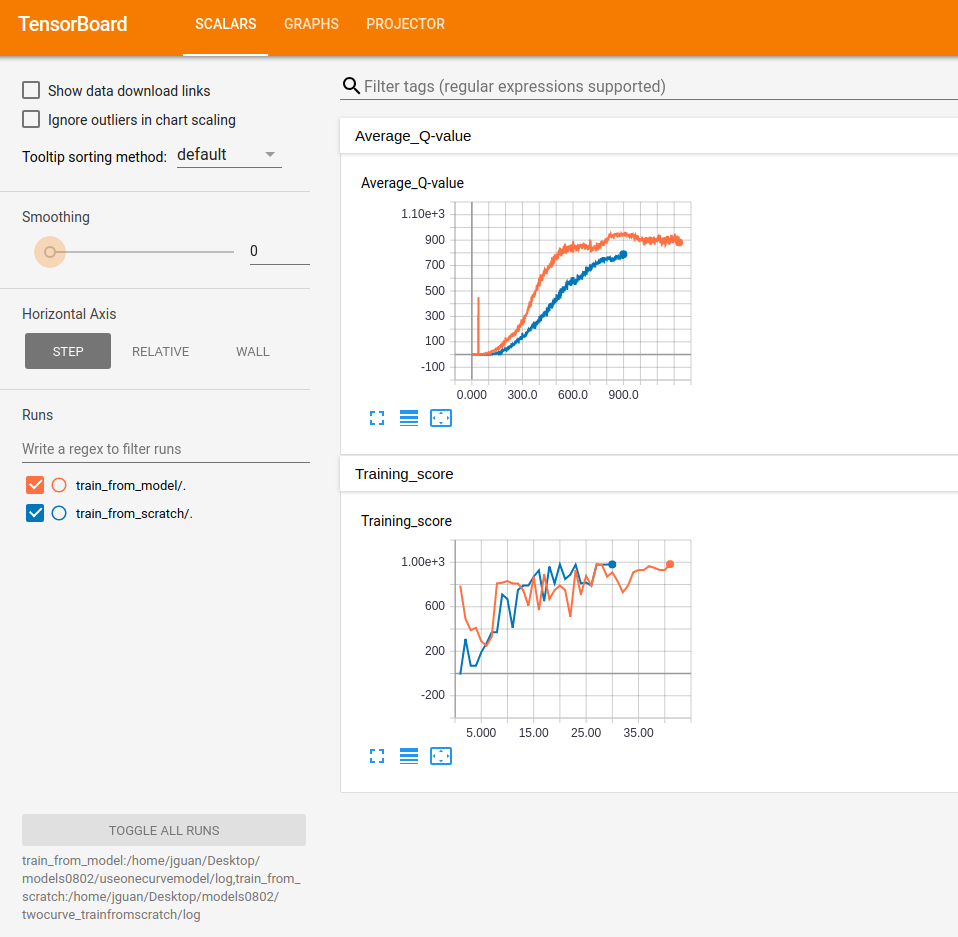 TensorBoard SCALARS GRAPHS PROJECTOR
Show data download links
Ignore outliers in chart scaling
Tooltip sorting method: default
Smoothing
0
Horizontal Axis
STEP RELATIVE WALL
Runs
Write a regex to filter runs
train_from_model/.
train_from_scratch/.
TOGGLE ALL RUNS
train_from_model:/home/jguan/Desktop/
models0802/useonecurvemodel/log,train_from_
scratch:/home/jguan/Desktop/models0802/
twocurve_trainfromscratch/log
Filter tags (regular expressions supported)
Average_Q-value
Average_Q-value
1.10e+3
900
700
500
300
100
-100
0.000 300.0 600.0 900.0
Training_score
Training_score
1.00e+3
600
200
-200
5.000 15.00 25.00 35.00